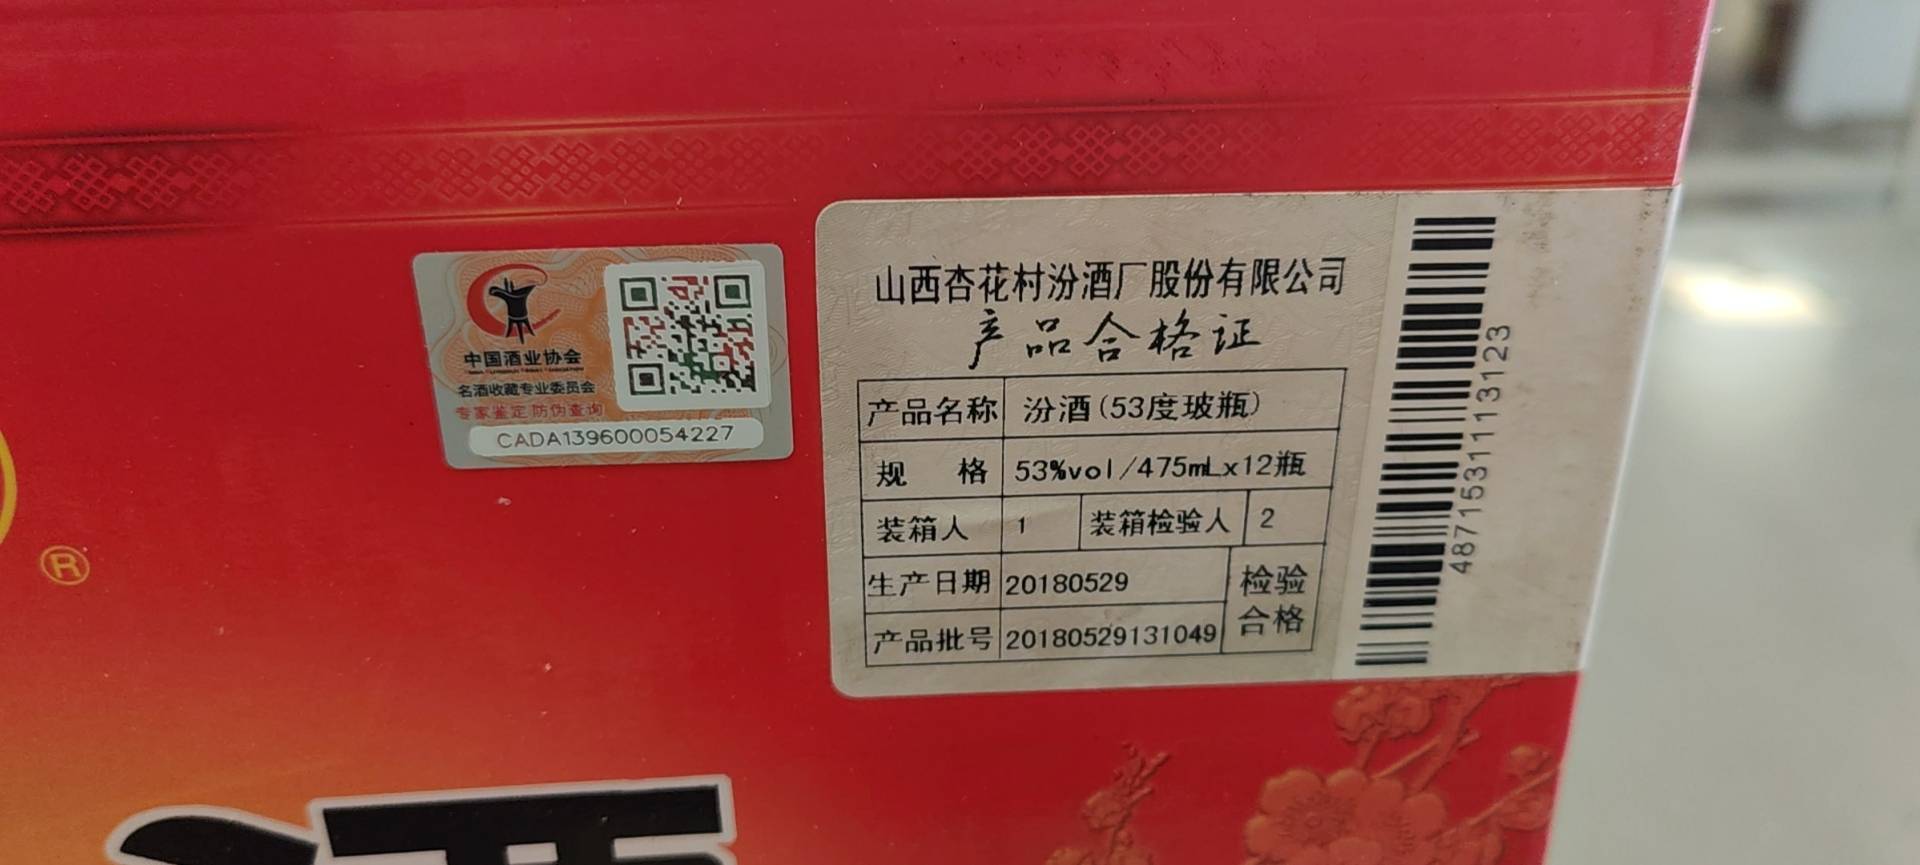 中国酒业协会
名酒收藏专业委员会
专家鉴定 防伪查询
CADA139600054227
®
山西杏花村汾酒厂股份有限公司
产品合格证
产品名称 汾酒(53度玻瓶)
规 格 53%vol/475mLx12瓶
装箱人 1 装箱检验人 2
生产日期 20180529 检验
产品批号 20180529131049 合格
4871531113123